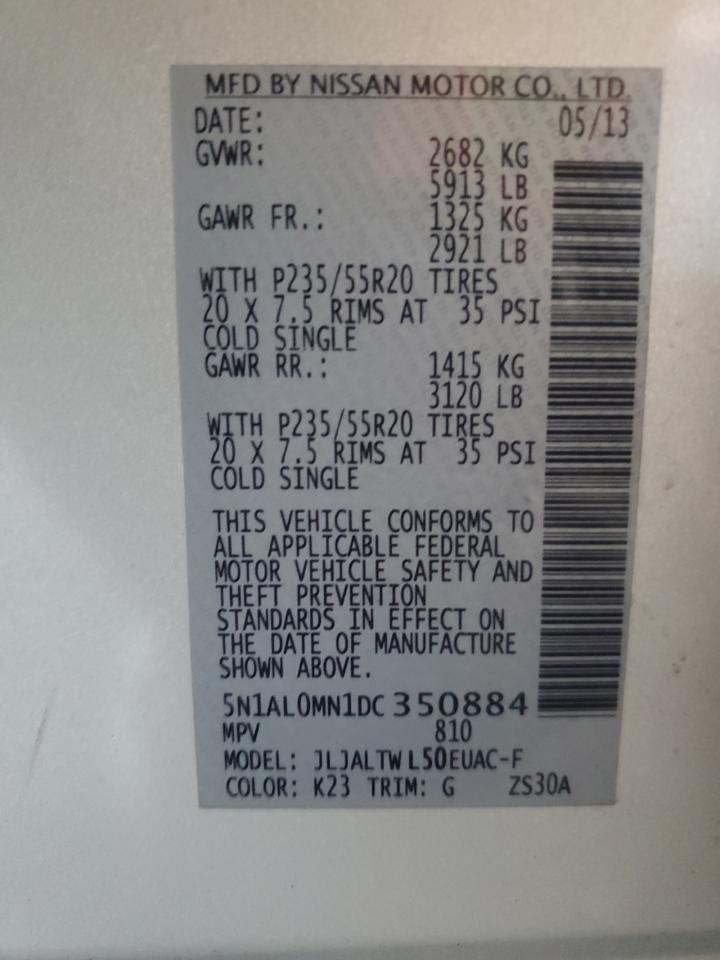 MFD BY NISSAN MOTOR CO., LTD.
DATE: 05/13
GVWR: 2682 KG
5913 LB
GAWR FR.: 1325 KG
2921 LB
WITH P235/55R20 TIRES
20 X 7.5 RIMS AT 35 PSI
COLD SINGLE
GAWR RR.: 1415 KG
3120 LB
WITH P235/55R20 TIRES
20 X 7.5 RIMS AT 35 PSI
COLD SINGLE
THIS VEHICLE CONFORMS TO
ALL APPLICABLE FEDERAL
MOTOR VEHICLE SAFETY AND
THEFT PREVENTION
STANDARDS IN EFFECT ON
THE DATE OF MANUFACTURE
SHOWN ABOVE.
5N1AL0MN1DC350884
MPV 810
MODEL: JLJALTWL50EUAC-F
COLOR: K23 TRIM: G ZS30A